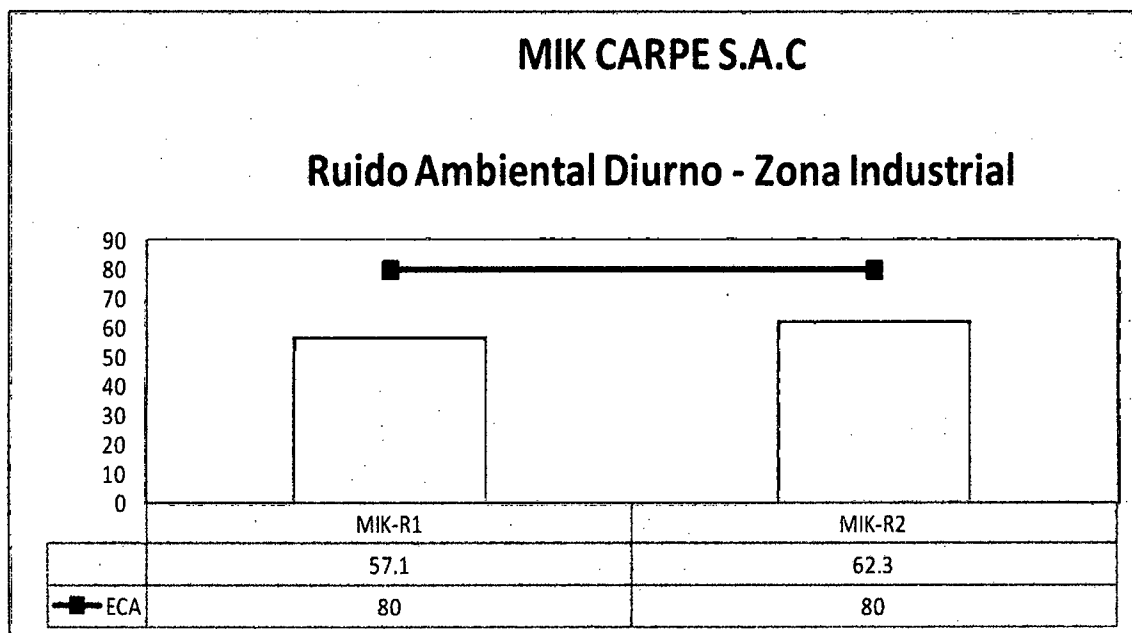 MIK CARPE S.A.C
Ruido Ambiental Diurno - Zona Industrial
90
80
70
60
50
40
30
20
10
0
MIK-R1 MIK-R2
57.1 62.3
ECA 80 80